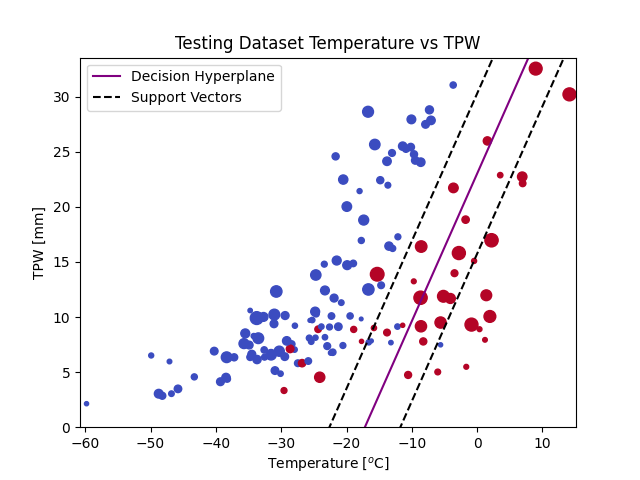 Testing Dataset Temperature vs TPW
Decision Hyperplane
Support Vectors
TPW [mm]
30
25
20
15
10
5
0
−60 −50 −40 −30 −20 −10 0 10
Temperature [°C]